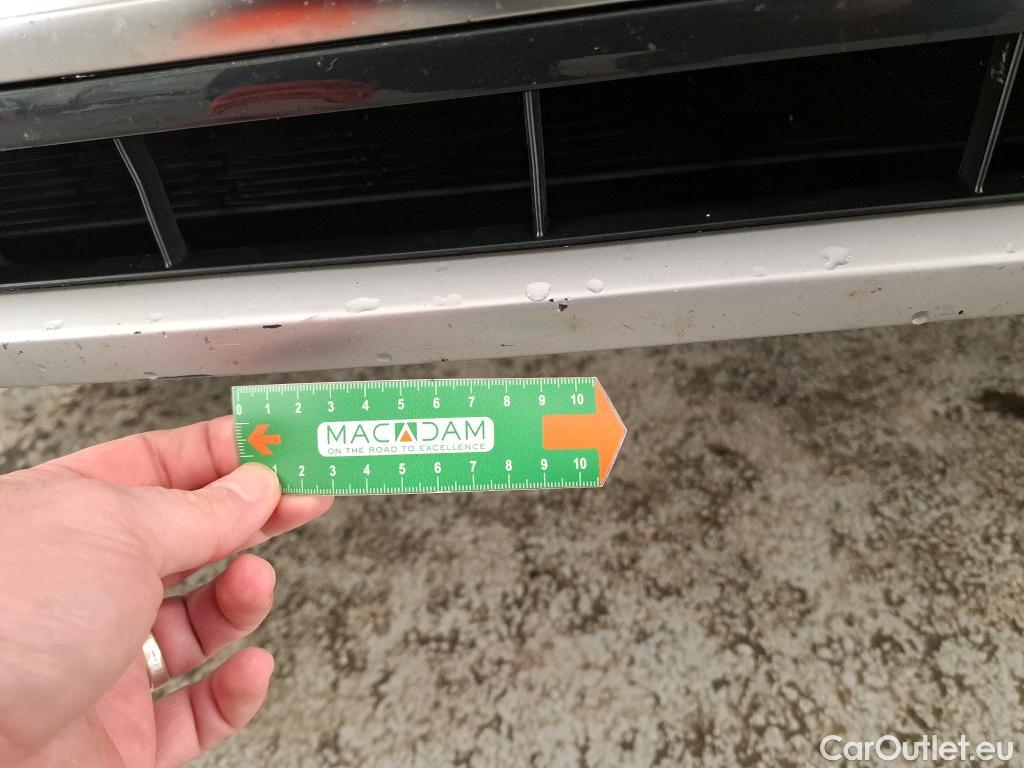 0 1 2 3 4 5 6 7 8 9 10
MACADAM
ON THE ROAD TO EXCELLENCE
1 2 3 4 5 6 7 8 9 10
CarOutlet.eu